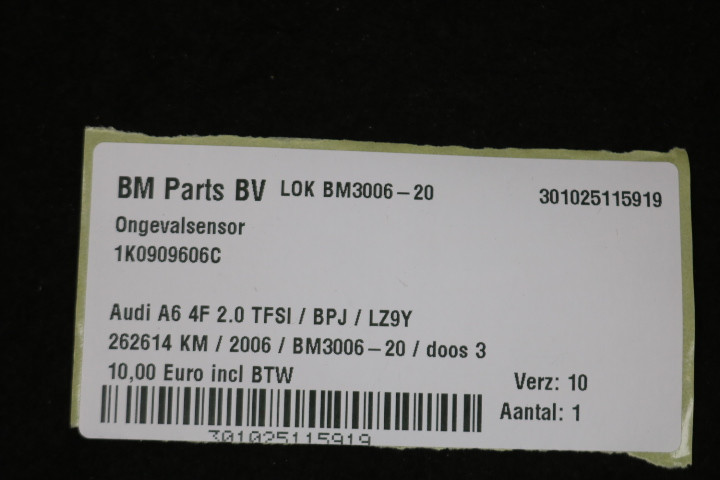 BM Parts BV LOK BM3006-20 301025115919
Ongevalsensor
1K0909606C
Audi A6 4F 2.0 TFSI / BPJ / LZ9Y
262614 KM / 2006 / BM3006-20 / doos 3
10,00 Euro incl BTW
Verz: 10
Aantal: 1
301025115919